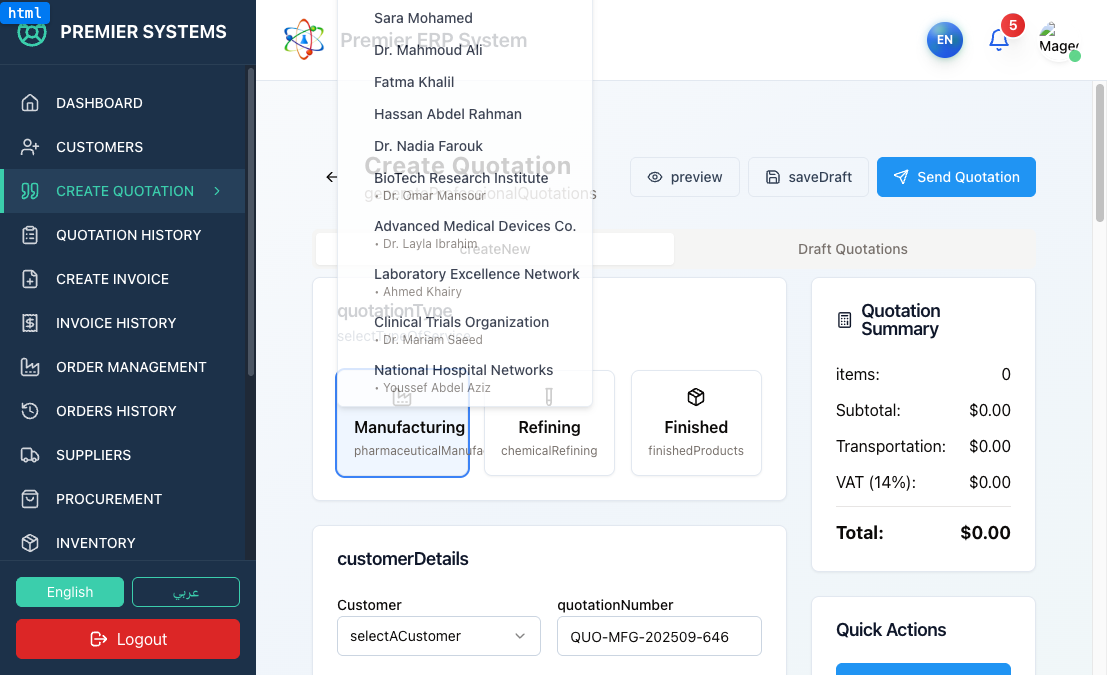 html
PREMIER SYSTEMS
DASHBOARD
CUSTOMERS
CREATE QUOTATION
QUOTATION HISTORY
CREATE INVOICE
INVOICE HISTORY
ORDER MANAGEMENT
ORDERS HISTORY
SUPPLIERS
PROCUREMENT
INVENTORY
English
عربي
Logout
Premier ERP System
EN
5
Mage
Sara Mohamed
Dr. Mahmoud Ali
Fatma Khalil
Hassan Abdel Rahman
Dr. Nadia Farouk
BioTech Research Institute
• Dr. Omar Mansour
Advanced Medical Devices Co.
• Dr. Layla Ibrahim
Laboratory Excellence Network
• Ahmed Khairy
Clinical Trials Organization
• Dr. Mariam Saeed
National Hospital Networks
• Youssef Abdel Aziz
Create Quotation
generateProfessionalQuotations
preview
saveDraft
Send Quotation
createNew
Draft Quotations
quotationType
Manufacturing
pharmaceuticalManufa
Refining
chemicalRefining
Finished
finishedProducts
customerDetails
Customer
selectACustomer
quotationNumber
QUO-MFG-202509-646
Quotation Summary
items: 0
Subtotal: $0.00
Transportation: $0.00
VAT (14%): $0.00
Total: $0.00
Quick Actions